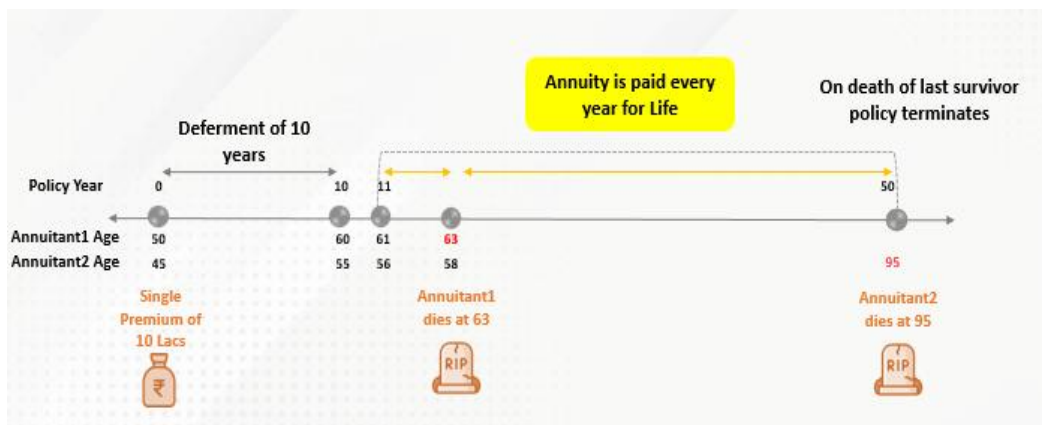 Annuity is paid every
year for Life
On death of last survivor
policy terminates
Deferment of 10
years
Policy Year 0 10 11 50
Annuitant1 Age 50 60 61 63
Annuitant2 Age 45 55 56 58 95
Single
Premium of
10 Lacs
Annuitant1
dies at 63
Annuitant2
dies at 95
₹
RIP
RIP